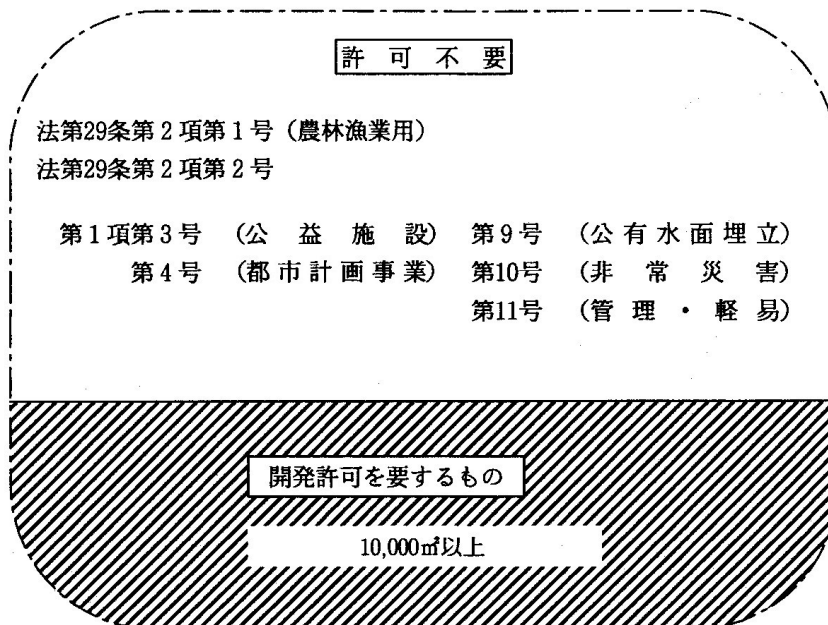 許可不要
法第29条第2項第1号（農林漁業用）
法第29条第2項第2号
第1項第3号（公益施設） 第9号（公有水面埋立）
第4号（都市計画事業） 第10号（非常災害）
第11号（管理・軽易）
開発許可を要するもの
10,000㎡以上